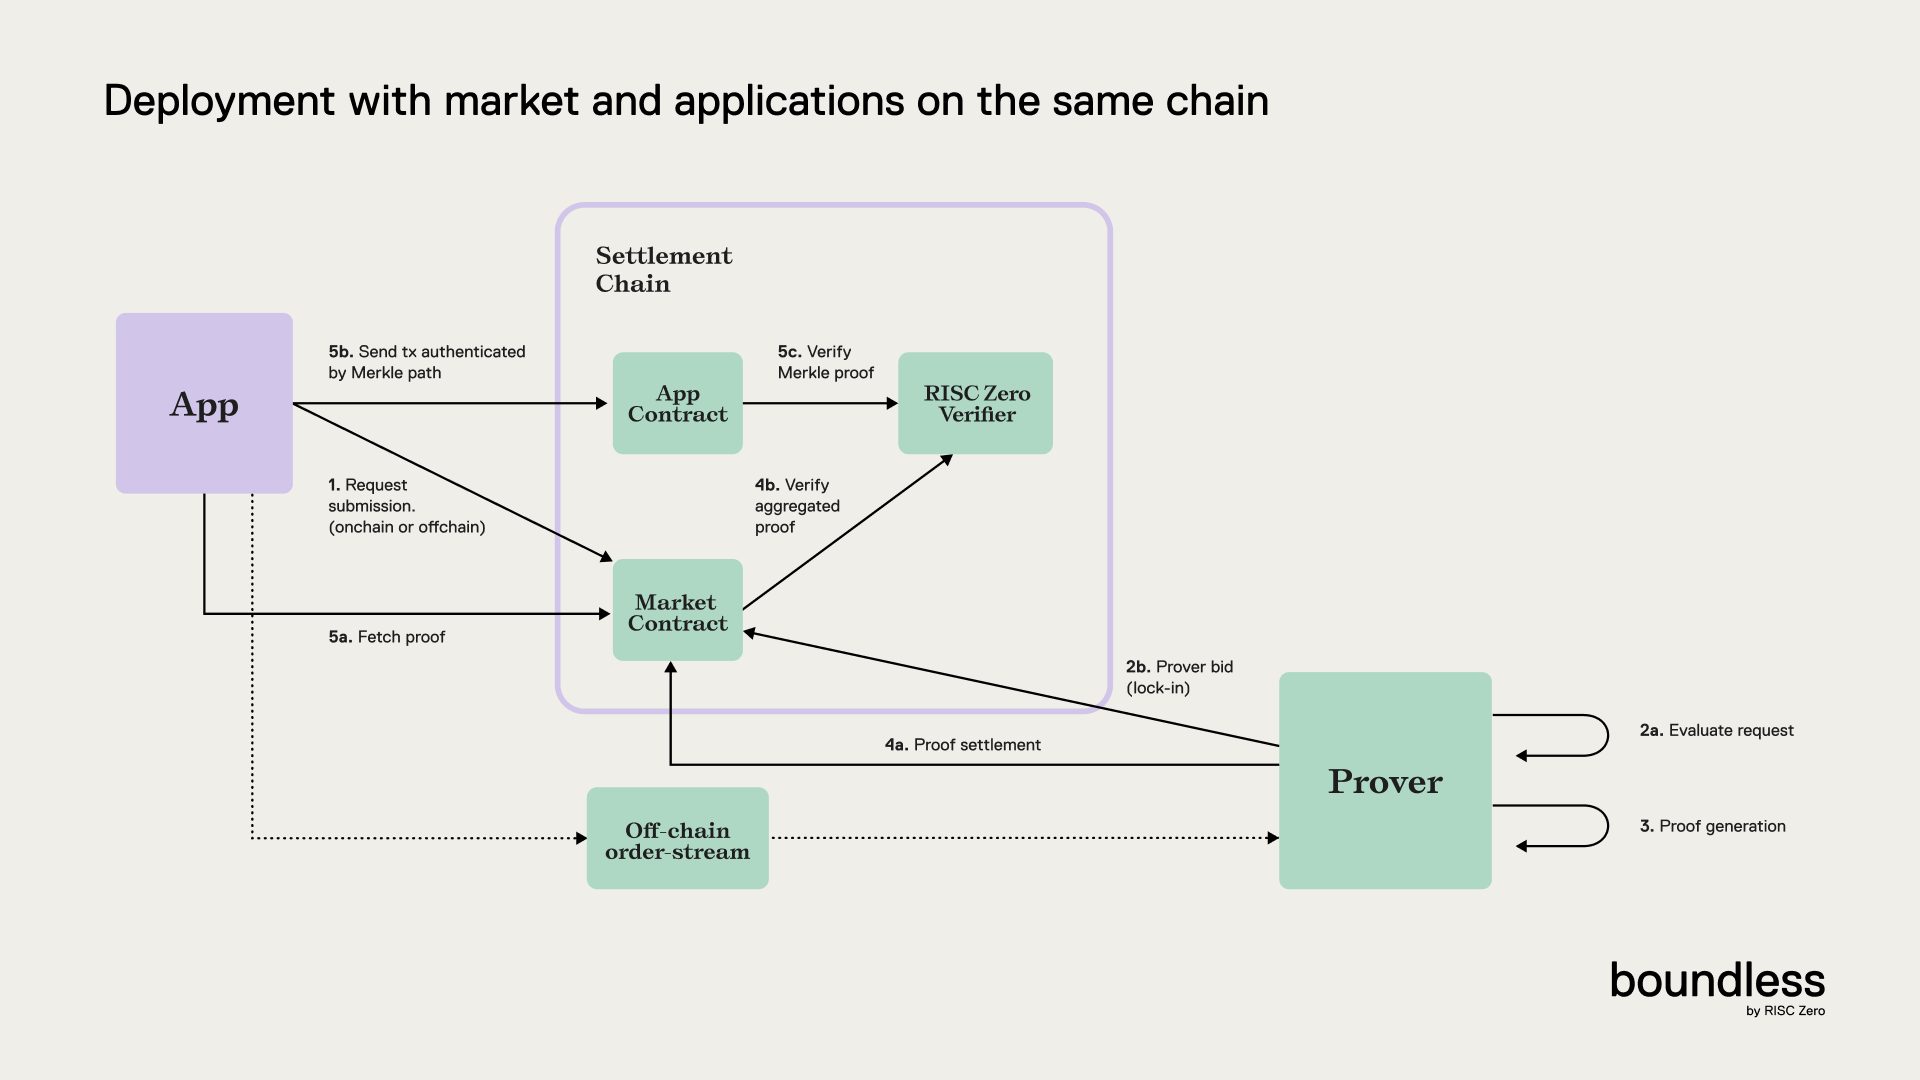 Deployment with market and applications on the same chain
Settlement
Chain
App
5b. Send tx authenticated
by Merkle path
App
Contract
5c. Verify
Merkle proof
RISC Zero
Verifier
1. Request
submission.
(onchain or offchain)
4b. Verify
aggregated
proof
Market
Contract
5a. Fetch proof
2b. Prover bid
(lock-in)
4a. Proof settlement
Prover
2a. Evaluate request
3. Proof generation
Off-chain
order-stream
boundless
by RISC Zero